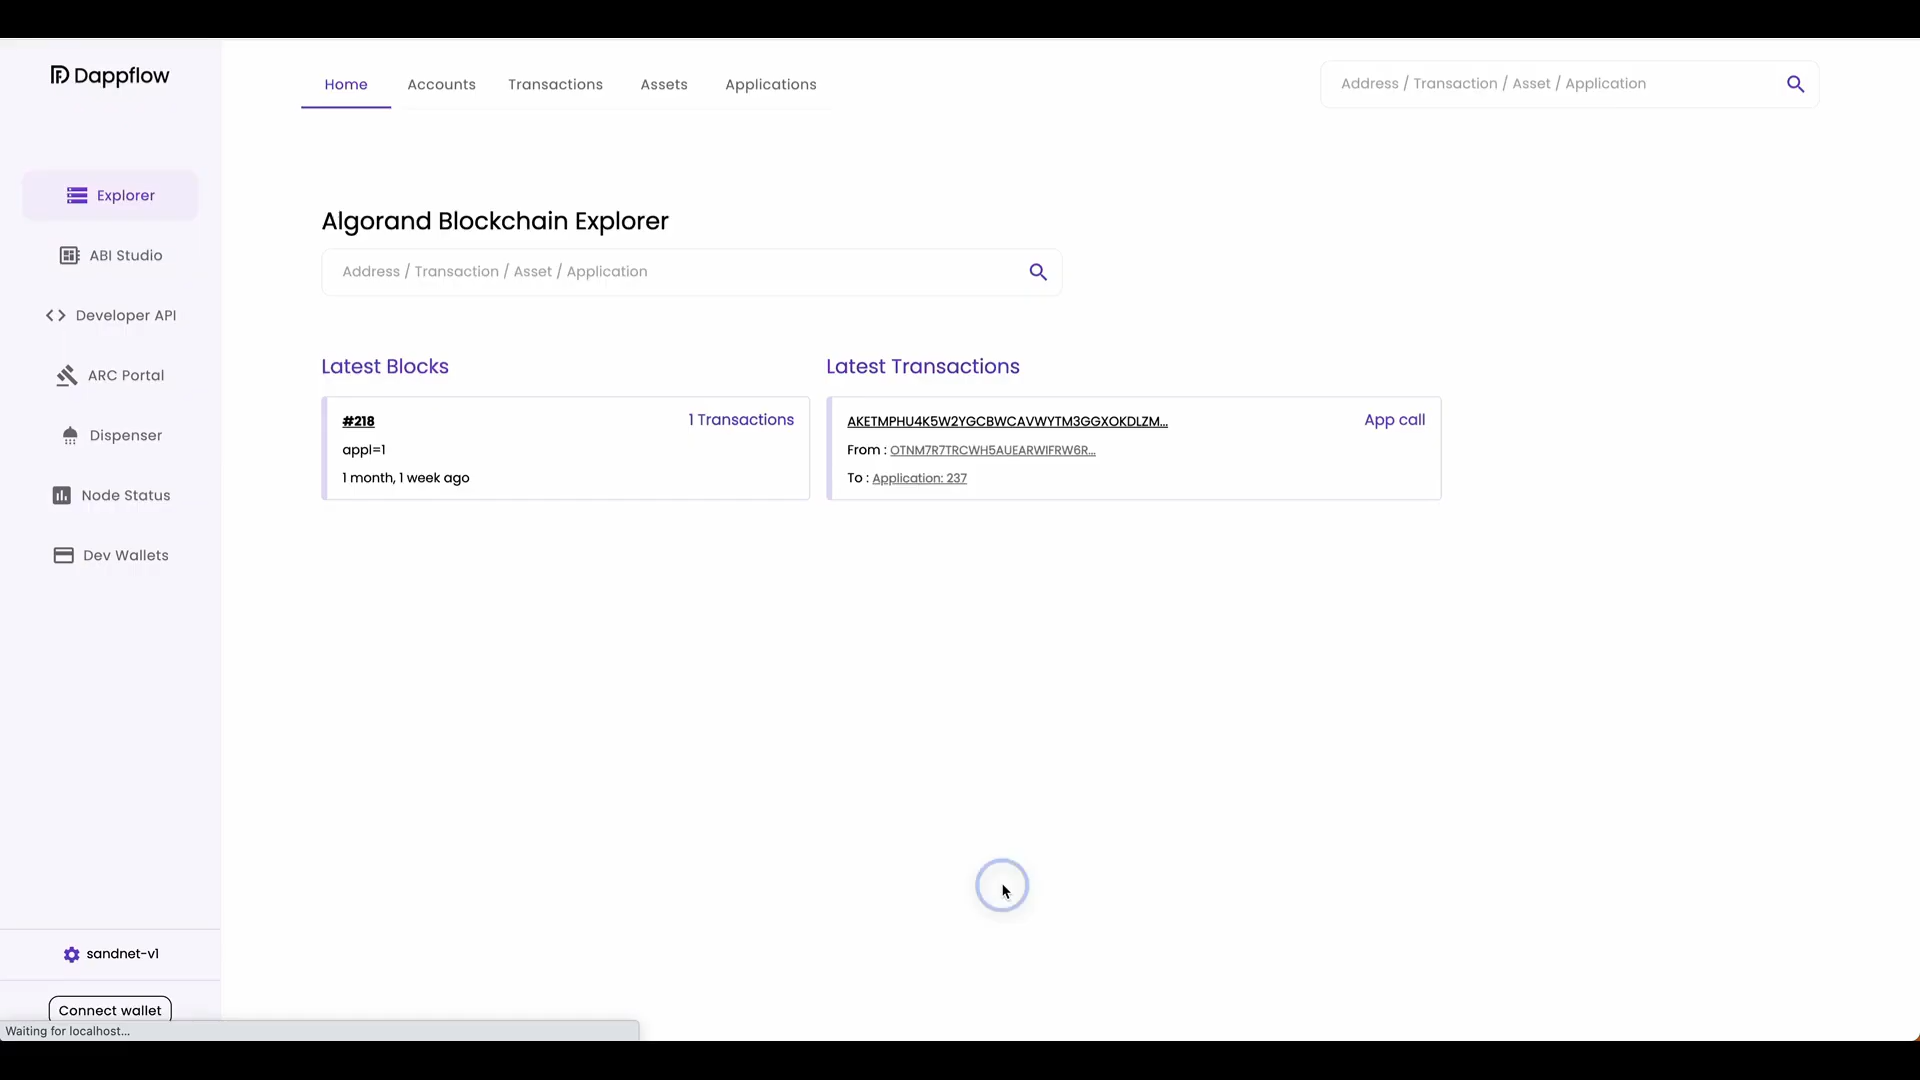 Dappflow
Home
Accounts
Transactions
Assets
Applications
Address / Transaction / Asset / Application
Explorer
ABI Studio
Developer API
ARC Portal
Dispenser
Node Status
Dev Wallets
Algorand Blockchain Explorer
Address / Transaction / Asset / Application
Latest Blocks
#218
1 Transactions
appl=1
1 month, 1 week ago
Latest Transactions
AKETMPHU4K5W2YGCBWCAVWYTM3GGXOKDLZM...
App call
From : OTNM7R7TRCWH5AUEARWIFRW6R...
To : Application: 237
sandnet-v1
Connect wallet
Waiting for localhost...